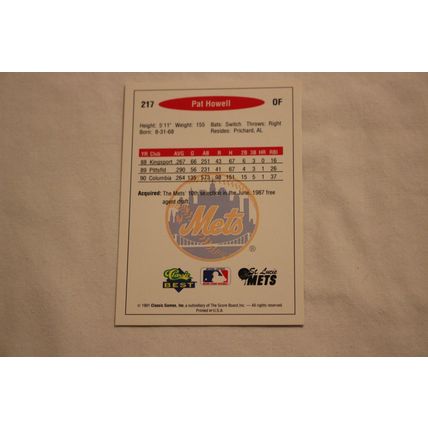 217 Pat Howell OF
Height: 5'11" Weight: 155 Bats: Switch Throws: Right
Born: 8-31-68 Resides: Prichard, AL
YR Club AVG G AB R H 2B 3B HR RBI
88 Kingsport .267 66 251 43 67 6 3 0 16
89 Pittsfld .290 56 231 41 67 4 3 1 26
90 Columbia .264 135 573 98 151 15 5 1 37
Acquired: The Mets' 10th selection in the June, 1987 free
agent draft.
Mets
®
Classic
BEST
St. Lucie
METS
© 1991 Classic Games, Inc. a subsidiary of The Score Board Inc. — All rights reserved.
Printed in U.S.A.